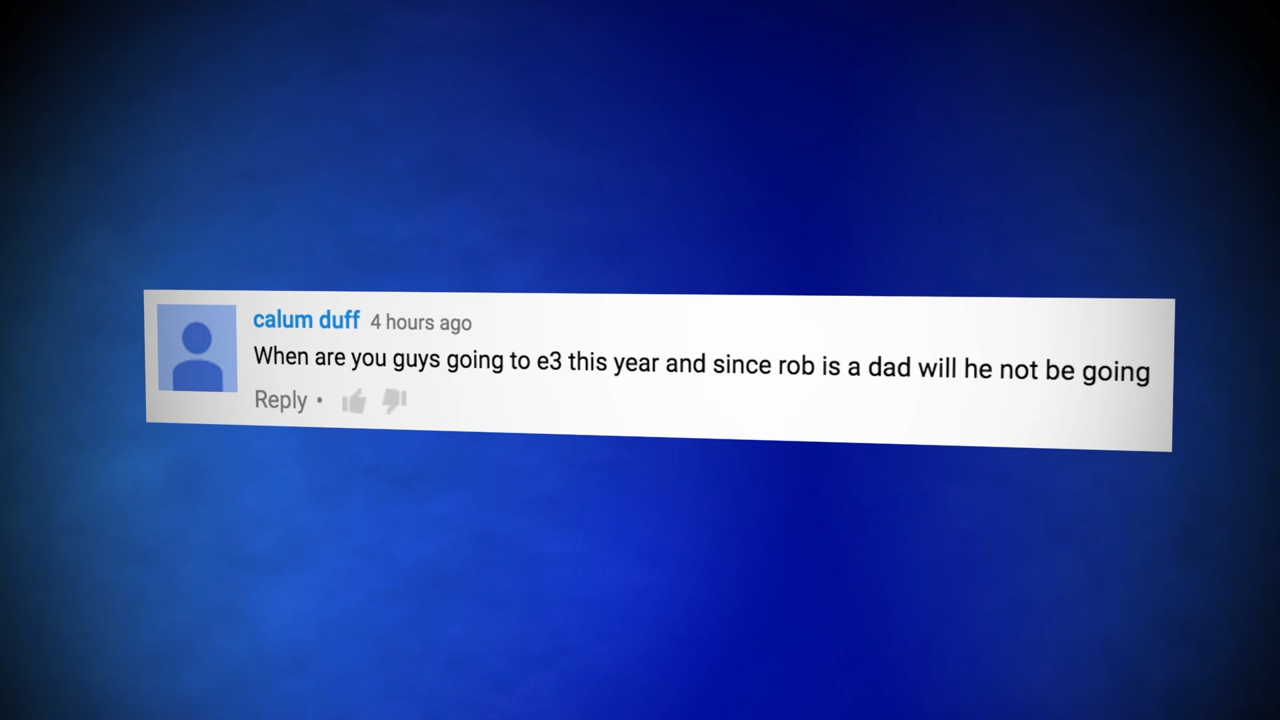 calum duff 4 hours ago
When are you guys going to e3 this year and since rob is a dad will he not be going
Reply •